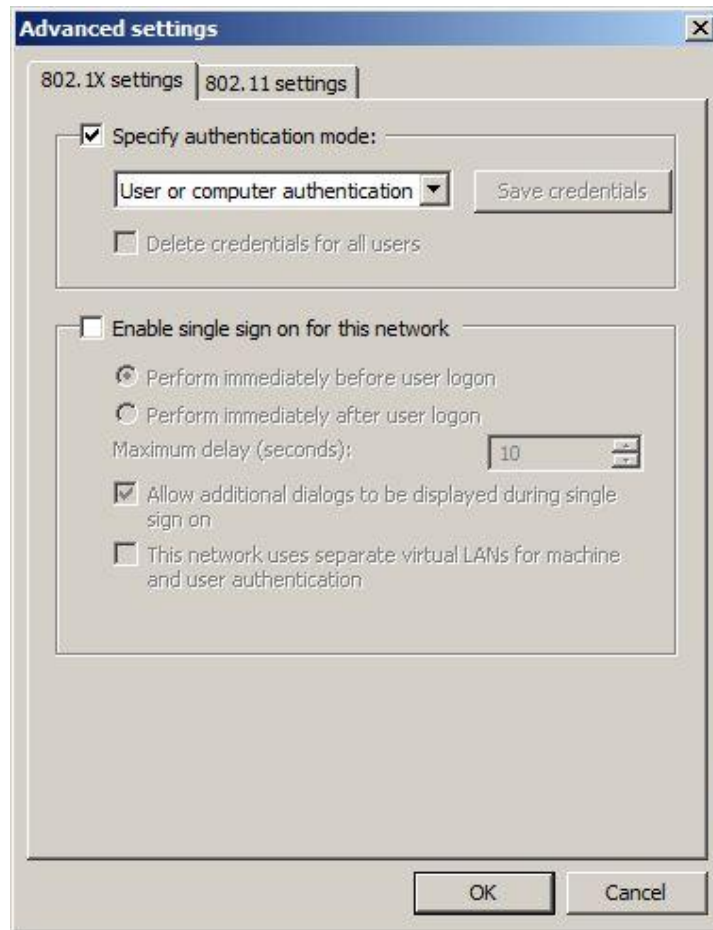 Advanced settings
802.1X settings
802.11 settings
Specify authentication mode:
User or computer authentication
Save credentials
Delete credentials for all users
Enable single sign on for this network
Perform immediately before user logon
Perform immediately after user logon
Maximum delay (seconds):
10
Allow additional dialogs to be displayed during single
sign on
This network uses separate virtual LANs for machine
and user authentication
OK
Cancel